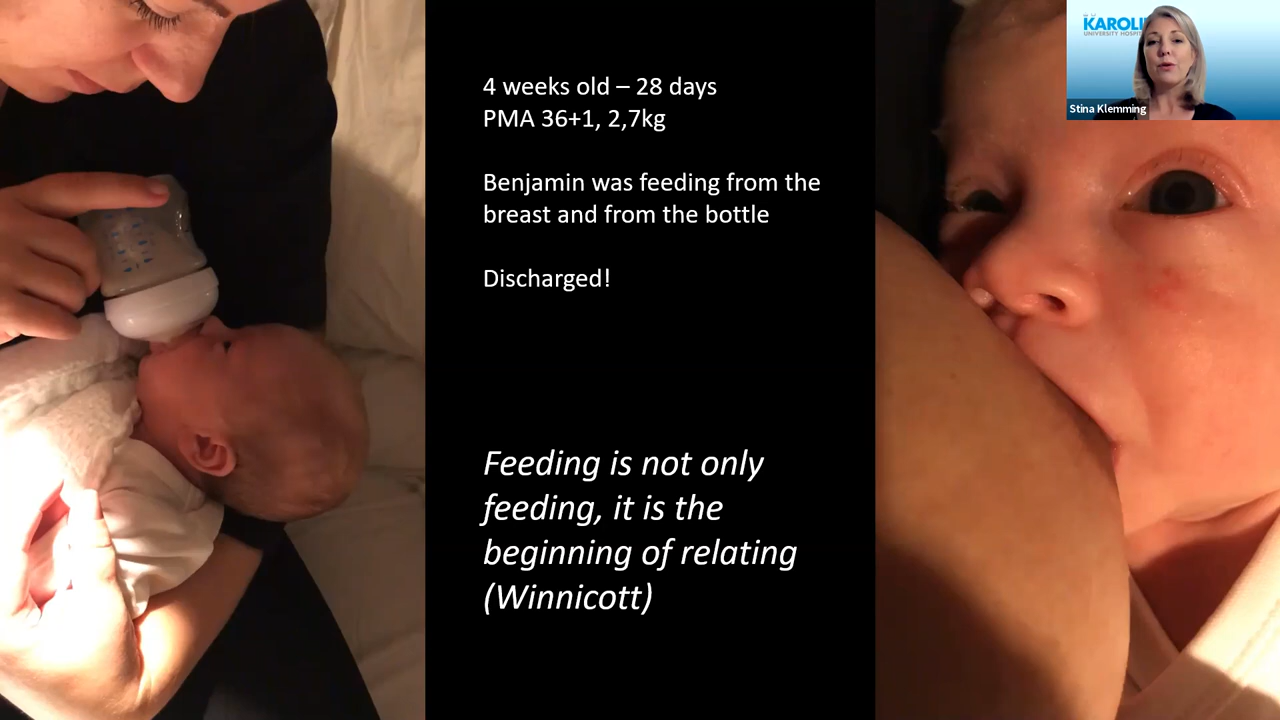 4 weeks old – 28 days
PMA 36+1, 2,7kg
Benjamin was feeding from the
breast and from the bottle
Discharged!
Feeding is not only
feeding, it is the
beginning of relating
(Winnicott)
UNIVERSITY
Stina Klemming